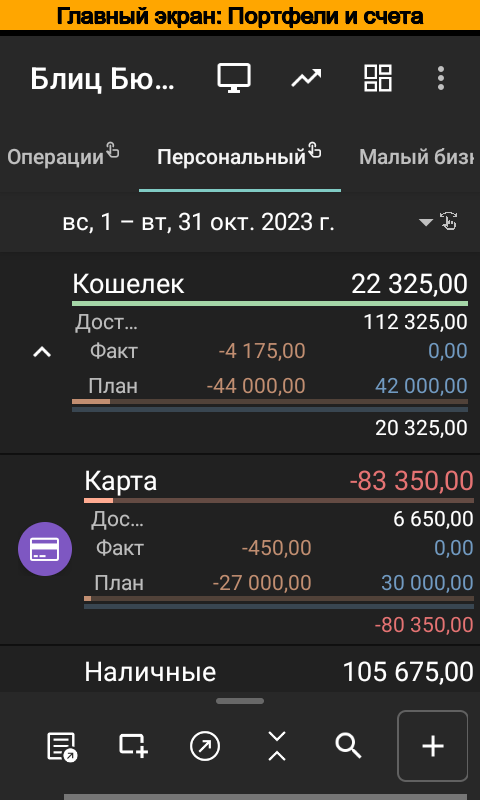 Главный экран: Портфели и счета
Блиц Бю...
Операции Персональный Малый бизн
вс, 1 – вт, 31 окт. 2023 г.
Кошелек 22 325,00
Дост... 112 325,00
Факт -4 175,00 0,00
План -44 000,00 42 000,00
20 325,00
Карта -83 350,00
Дос... 6 650,00
Факт -450,00 0,00
План -27 000,00 30 000,00
-80 350,00
Наличные 105 675,00